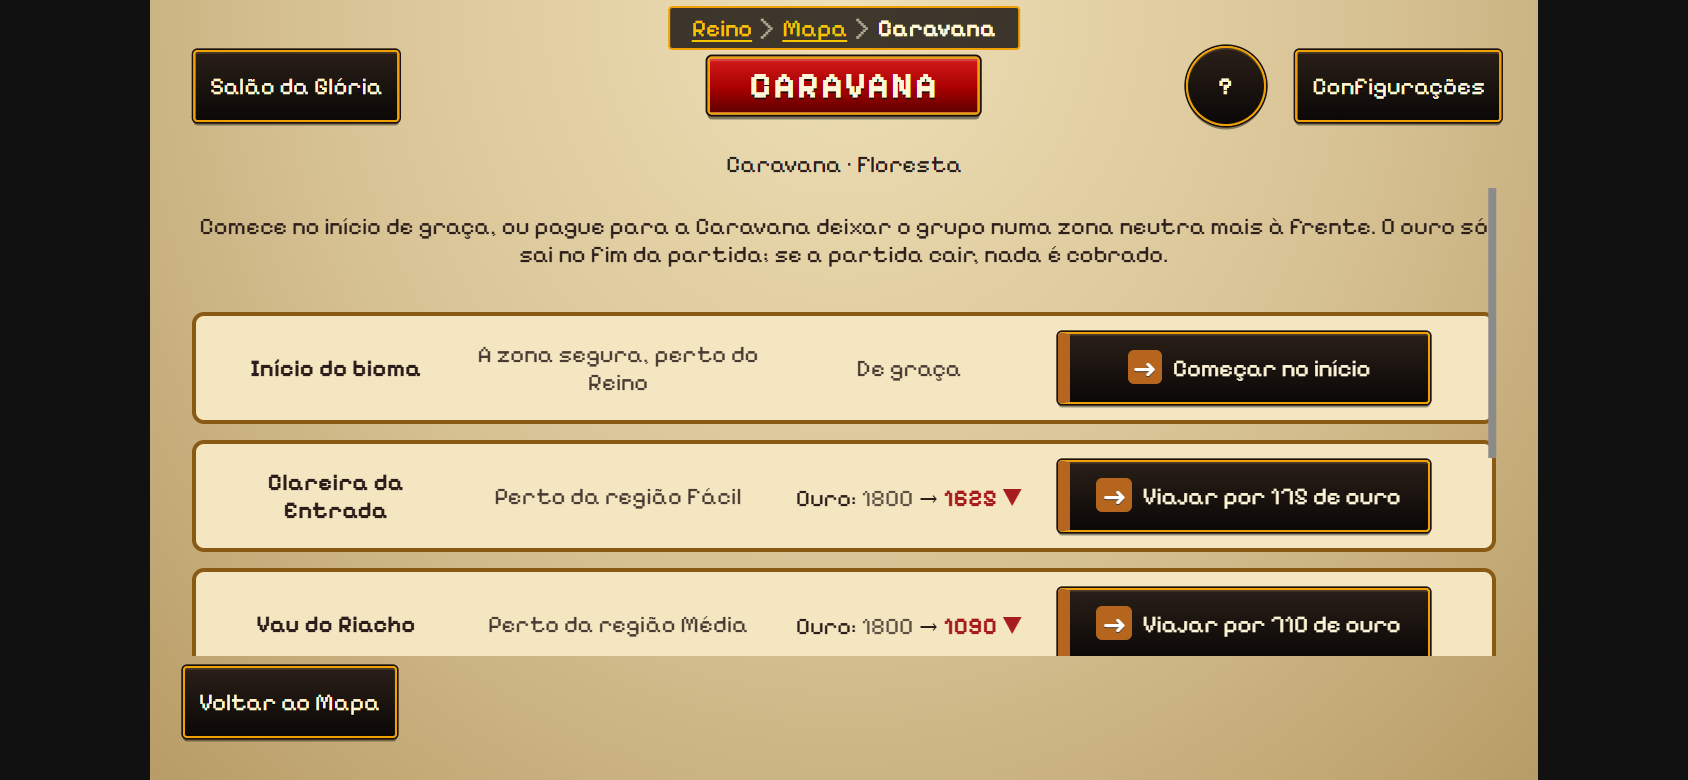 Reino > Mapa > Caravana
Salão da Glória
CARAVANA
?
Configurações
Caravana · Floresta
Comece no início de graça, ou pague para a Caravana deixar o grupo numa zona neutra mais à frente. O ouro só
sai no fim da partida; se a partida cair, nada é cobrado.
Início do bioma
A zona segura, perto do
Reino
De graça
→ Começar no início
Clareira da
Entrada
Perto da região Fácil
Ouro: 1800 → 1622 ▼
→ Viajar por 178 de ouro
Vau do Riacho
Perto da região Média
Ouro: 1800 → 1090 ▼
→ Viajar por 710 de ouro
Voltar ao Mapa